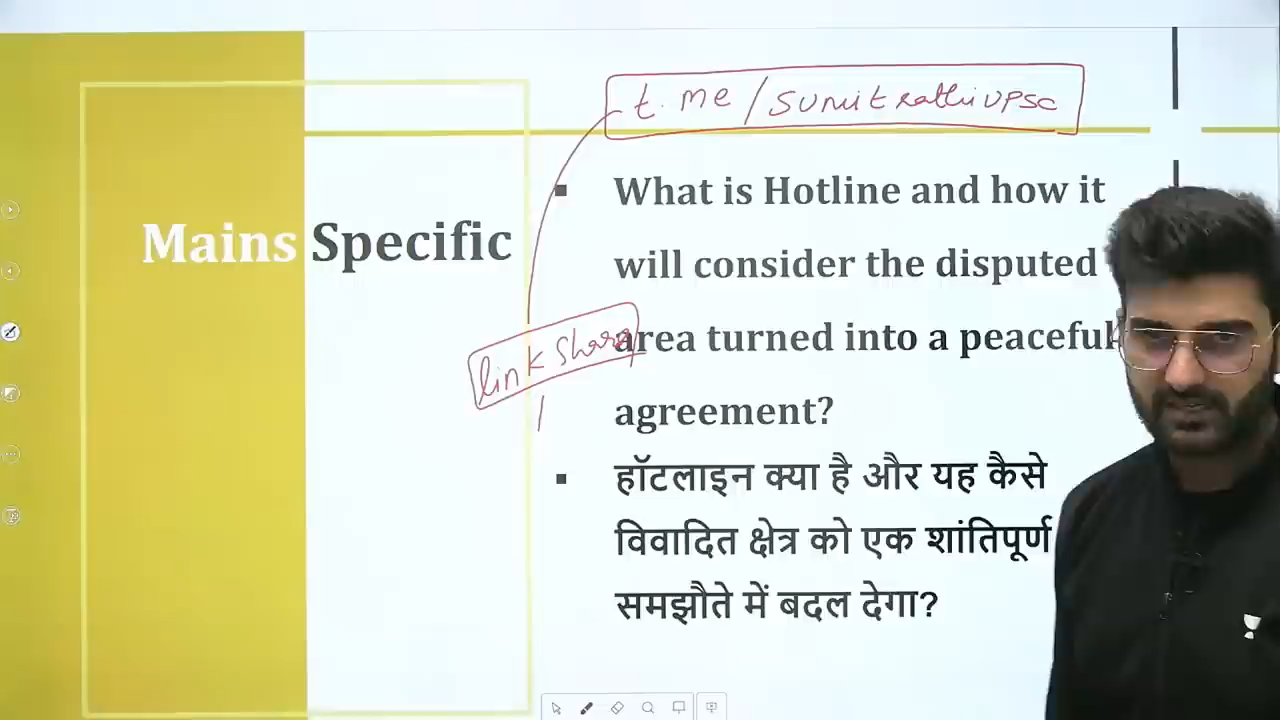 t.me/sumitrathiupsc
Mains Specific
What is Hotline and how it
will consider the disputed
area turned into a peaceful
agreement?
link share
हॉटलाइन क्या है और यह कैसे
विवादित क्षेत्र को एक शांतिपूर्ण
समझौते में बदल देगा?